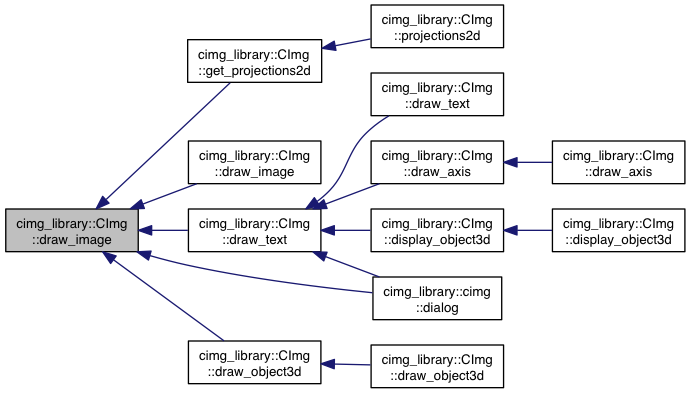 cimg_library::CImg
::draw_image
cimg_library::CImg
::get_projections2d
cimg_library::CImg
::projections2d
cimg_library::CImg
::draw_image
cimg_library::CImg
::draw_text
cimg_library::CImg
::draw_text
cimg_library::CImg
::draw_axis
cimg_library::CImg
::draw_axis
cimg_library::CImg
::display_object3d
cimg_library::CImg
::display_object3d
cimg_library::cimg
::dialog
cimg_library::CImg
::draw_object3d
cimg_library::CImg
::draw_object3d